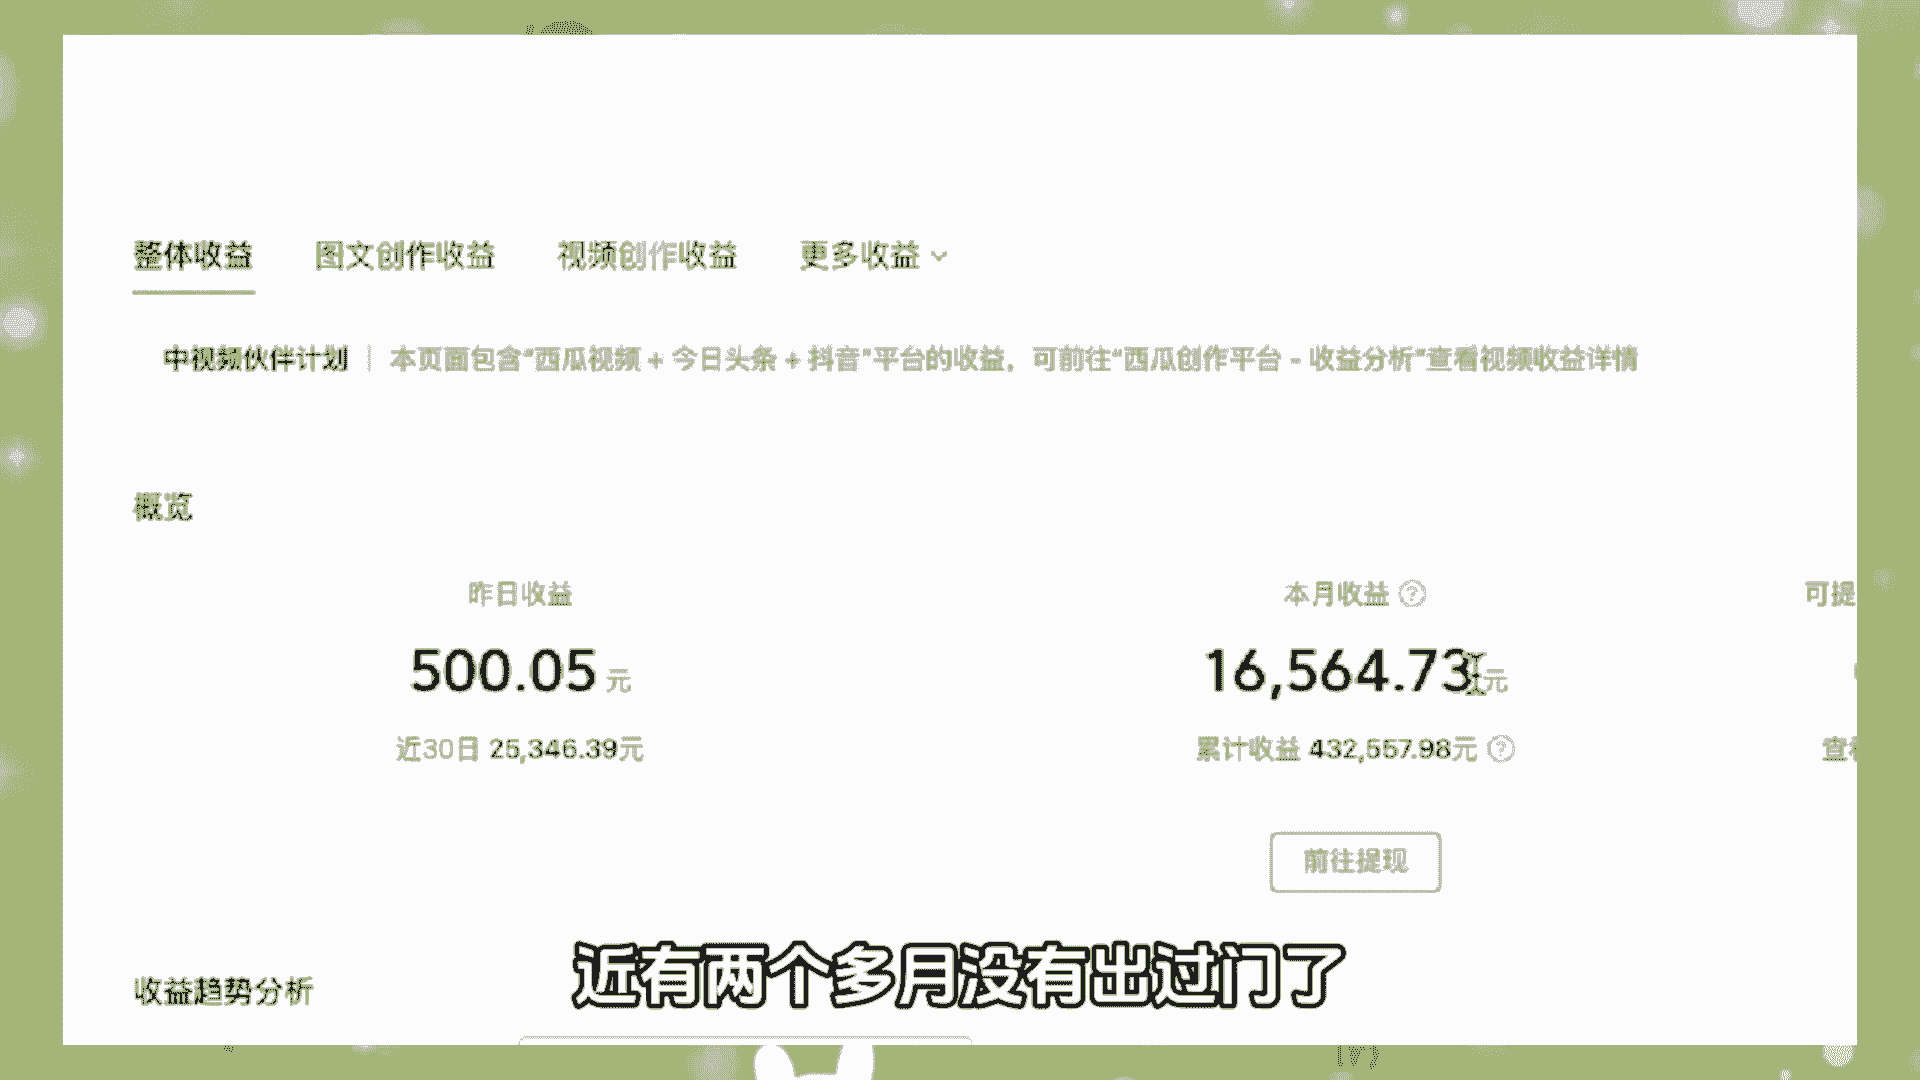 整体收益 图文创作收益 视频创作收益 更多收益
中视频伙伴计划 | 本页面包含"西瓜视频 + 今日头条 + 抖音"平台的收益，可前往"西瓜创作平台 - 收益分析"查看视频收益详情
概览
昨日收益 本月收益 可提
500.05 元 16,564.73 元
近30日 25,346.39元 累计收益 432,557.98元
前往提现
收益趋势分析
近有两个多月没有出过门了